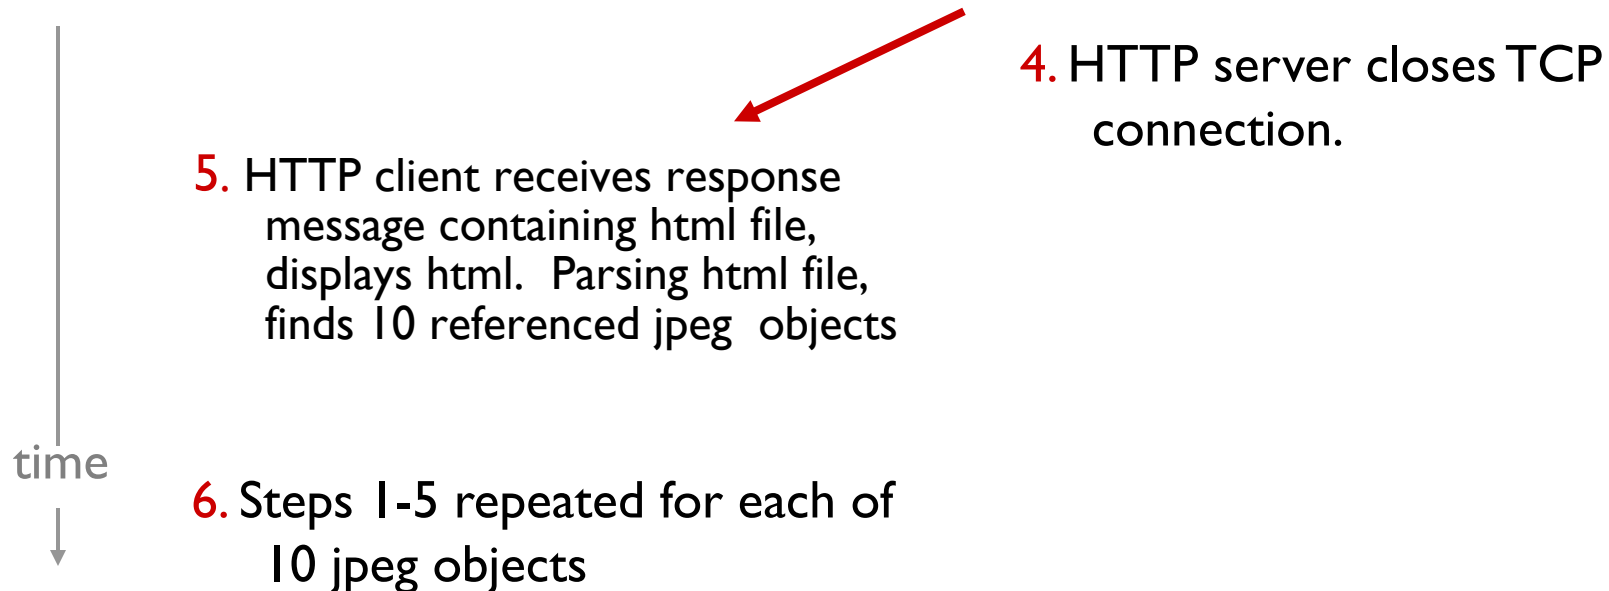 4. HTTP server closes TCP
connection.
5. HTTP client receives response
message containing html file,
displays html.  Parsing html file,
finds 10 referenced jpeg  objects
time
6. Steps 1-5 repeated for each of
10 jpeg objects